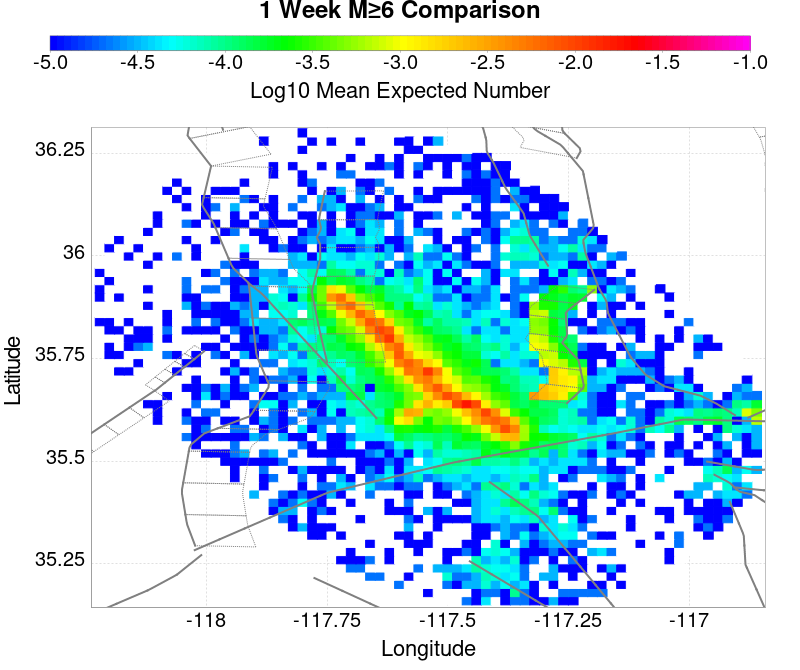 1 Week M≥6 Comparison
-5.0 -4.5 -4.0 -3.5 -3.0 -2.5 -2.0 -1.5 -1.0
Log10 Mean Expected Number
36.25
36
35.75
35.5
35.25
Latitude
-118 -117.75 -117.5 -117.25 -117
Longitude